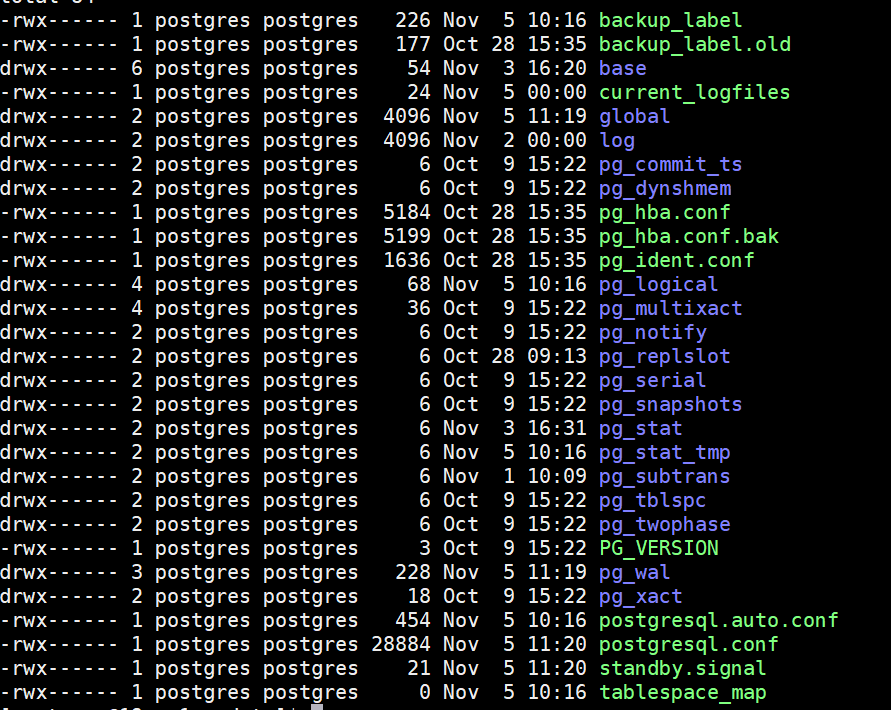 -rwx------ 1 postgres postgres   226 Nov  5 10:16 backup_label
-rwx------ 1 postgres postgres   177 Oct 28 15:35 backup_label.old
drwx------ 6 postgres postgres    54 Nov  3 16:20 base
-rwx------ 1 postgres postgres    24 Nov  5 00:00 current_logfiles
drwx------ 2 postgres postgres  4096 Nov  5 11:19 global
drwx------ 2 postgres postgres  4096 Nov  2 00:00 log
drwx------ 2 postgres postgres     6 Oct  9 15:22 pg_commit_ts
drwx------ 2 postgres postgres     6 Oct  9 15:22 pg_dynshmem
-rwx------ 1 postgres postgres  5184 Oct 28 15:35 pg_hba.conf
-rwx------ 1 postgres postgres  5199 Oct 28 15:35 pg_hba.conf.bak
-rwx------ 1 postgres postgres  1636 Oct 28 15:35 pg_ident.conf
drwx------ 4 postgres postgres    68 Nov  5 10:16 pg_logical
drwx------ 4 postgres postgres    36 Oct  9 15:22 pg_multixact
drwx------ 2 postgres postgres     6 Oct  9 15:22 pg_notify
drwx------ 2 postgres postgres     6 Oct 28 09:13 pg_replslot
drwx------ 2 postgres postgres     6 Oct  9 15:22 pg_serial
drwx------ 2 postgres postgres     6 Oct  9 15:22 pg_snapshots
drwx------ 2 postgres postgres     6 Nov  3 16:31 pg_stat
drwx------ 2 postgres postgres     6 Nov  5 10:16 pg_stat_tmp
drwx------ 2 postgres postgres     6 Nov  1 10:09 pg_subtrans
drwx------ 2 postgres postgres     6 Oct  9 15:22 pg_tblspc
drwx------ 2 postgres postgres     6 Oct  9 15:22 pg_twophase
-rwx------ 1 postgres postgres     3 Oct  9 15:22 PG_VERSION
drwx------ 3 postgres postgres   228 Nov  5 11:19 pg_wal
drwx------ 2 postgres postgres    18 Oct  9 15:22 pg_xact
-rwx------ 1 postgres postgres   454 Nov  5 10:16 postgresql.auto.conf
-rwx------ 1 postgres postgres 28884 Nov  5 11:20 postgresql.conf
-rwx------ 1 postgres postgres    21 Nov  5 11:20 standby.signal
-rwx------ 1 postgres postgres     0 Nov  5 10:16 tablespace_map